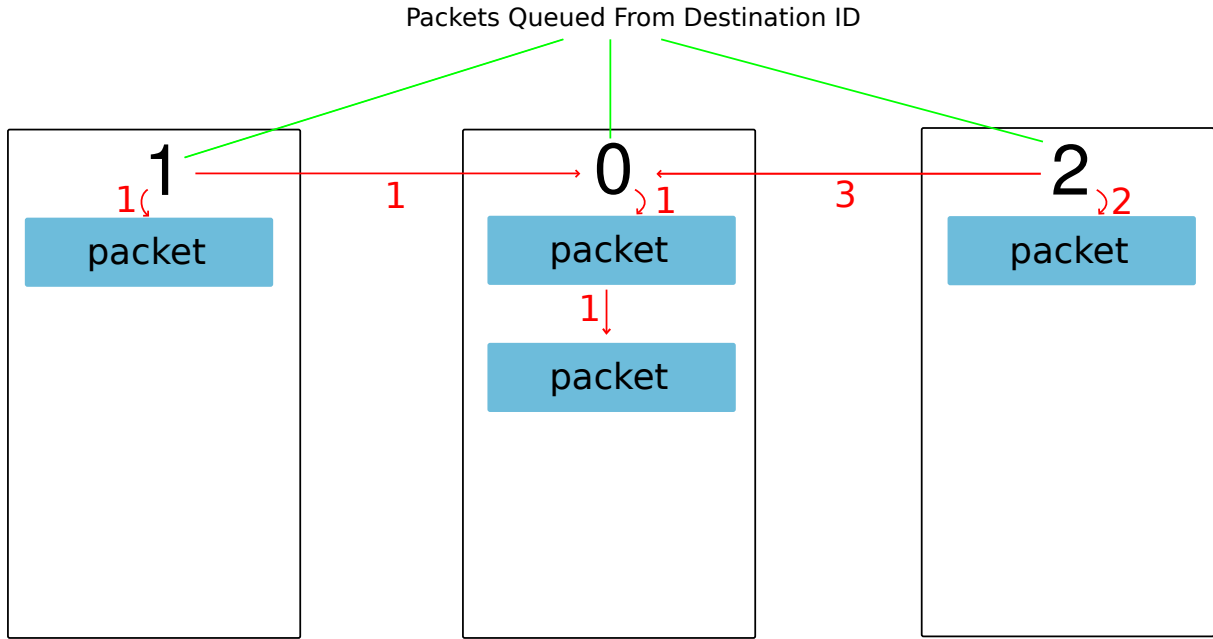 Packets Queued From Destination ID
1 0 2
1 1 3 1 2
packet packet packet
1
packet